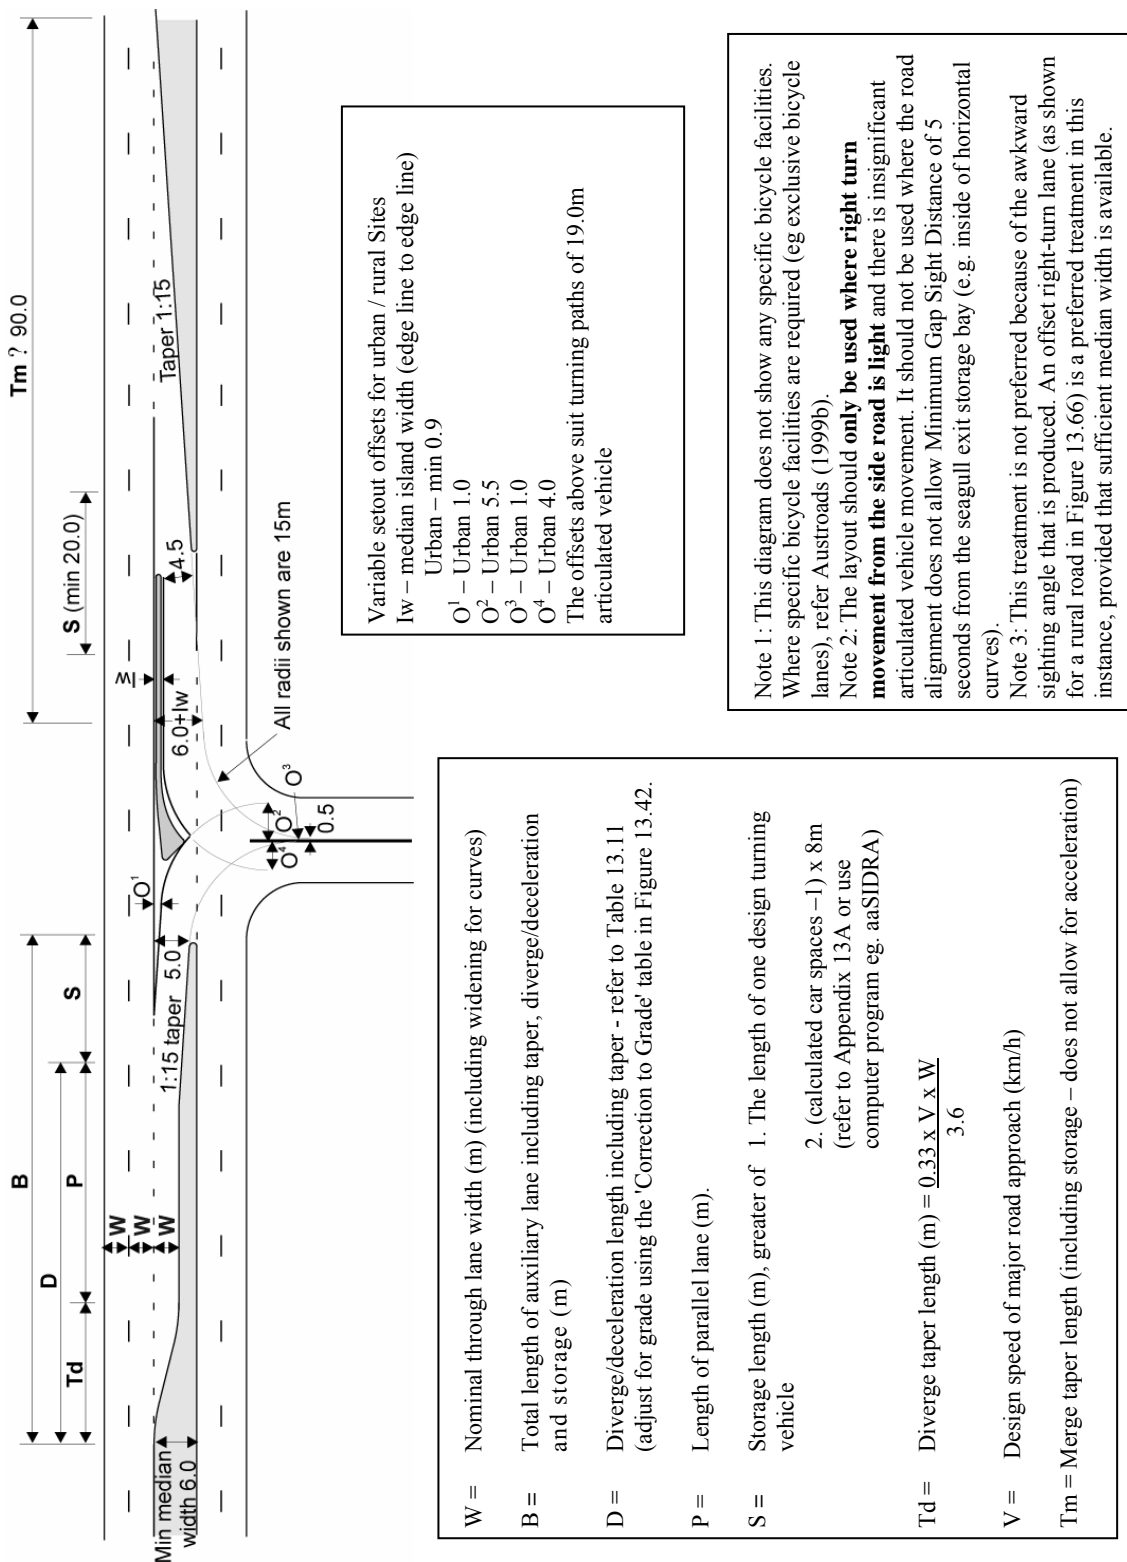 Tm ? 90.0
S (min 20.0)
B
D
S
P
Td
W
W
W
Min median
width 6.0
1:15 taper
5.0
O¹
Iw
6.0+Iw
4.5
Taper 1:15
O⁴
O²
O³
0.5
All radii shown are 15m
Variable setout offsets for urban / rural Sites
Iw – median island width (edge line to edge line)
Urban – min 0.9
O¹ – Urban 1.0
O² – Urban 5.5
O³ – Urban 1.0
O⁴ – Urban 4.0
The offsets above suit turning paths of 19.0m
articulated vehicle
W = Nominal through lane width (m) (including widening for curves)
B = Total length of auxiliary lane including taper, diverge/deceleration
and storage (m)
D = Diverge/deceleration length including taper - refer to Table 13.11
(adjust for grade using the 'Correction to Grade' table in Figure 13.42.
P = Length of parallel lane (m).
S = Storage length (m), greater of 1. The length of one design turning
vehicle
2. (calculated car spaces –1) x 8m
(refer to Appendix 13A or use
computer program eg. aaSIDRA)
Td = Diverge taper length (m) = 0.33 x V x W
3.6
V = Design speed of major road approach (km/h)
Tm = Merge taper length (including storage – does not allow for acceleration)
Note 1: This diagram does not show any specific bicycle facilities.
Where specific bicycle facilities are required (eg exclusive bicycle
lanes), refer Austroads (1999b).
Note 2: The layout should only be used where right turn
movement from the side road is light and there is insignificant
articulated vehicle movement. It should not be used where the road
alignment does not allow Minimum Gap Sight Distance of 5
seconds from the seagull exit storage bay (e.g. inside of horizontal
curves).
Note 3: This treatment is not preferred because of the awkward
sighting angle that is produced. An offset right-turn lane (as shown
for a rural road in Figure 13.66) is a preferred treatment in this
instance, provided that sufficient median width is available.